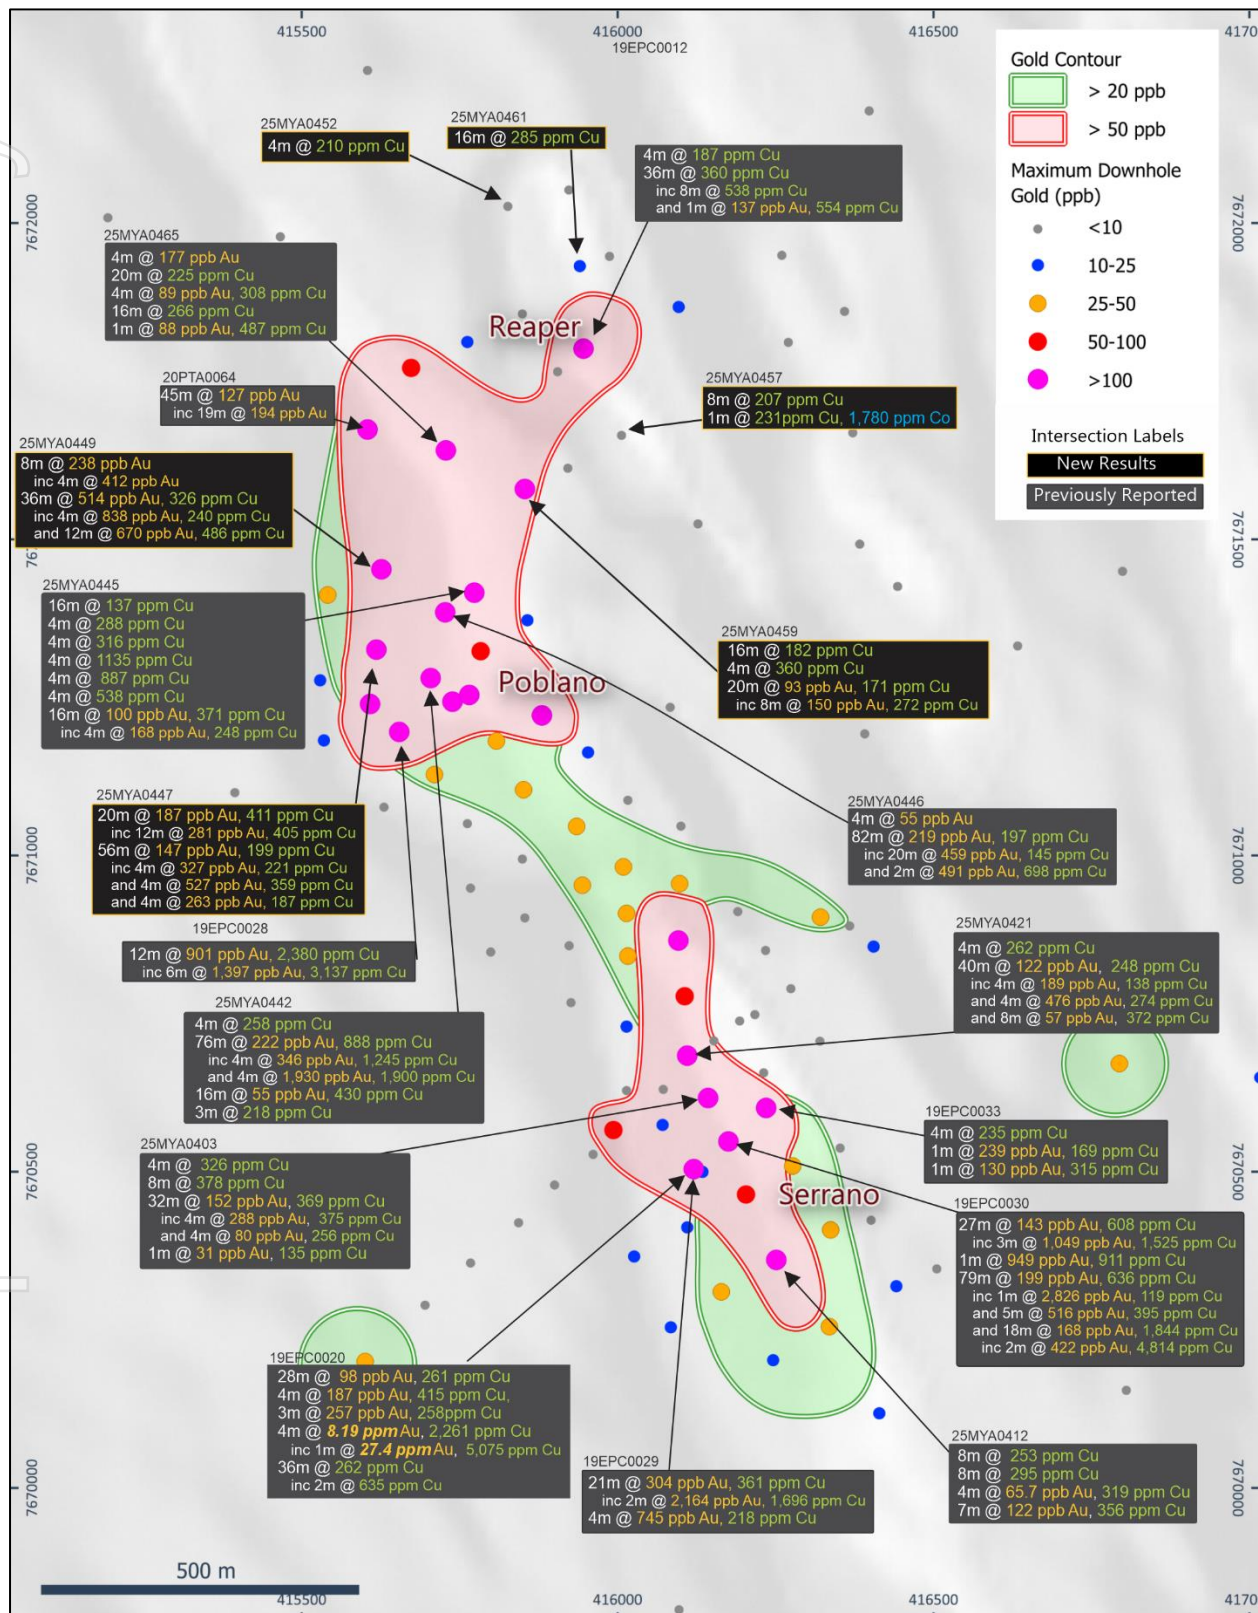 415500
416000
416500
19EPC0012
Gold Contour
> 20 ppb
> 50 ppb
Maximum Downhole
Gold (ppb)
<10
10-25
25-50
50-100
>100
Intersection Labels
New Results
Previously Reported
25MYA0452
4m @ 210 ppm Cu
25MYA0461
16m @ 285 ppm Cu
4m @ 187 ppm Cu
36m @ 360 ppm Cu
inc 8m @ 538 ppm Cu
and 1m @ 137 ppb Au, 554 ppm Cu
7672000
7672000
25MYA0465
4m @ 177 ppb Au
20m @ 225 ppm Cu
4m @ 89 ppb Au, 308 ppm Cu
16m @ 266 ppm Cu
1m @ 88 ppb Au, 487 ppm Cu
Reaper
20PTA0064
45m @ 127 ppb Au
inc 19m @ 194 ppb Au
25MYA0457
8m @ 207 ppm Cu
1m @ 231ppm Cu, 1,780 ppm Co
25MYA0449
8m @ 238 ppb Au
inc 4m @ 412 ppb Au
36m @ 514 ppb Au, 326 ppm Cu
inc 4m @ 838 ppb Au, 240 ppm Cu
and 12m @ 670 ppb Au, 486 ppm Cu
7671500
25MYA0445
16m @ 137 ppm Cu
4m @ 288 ppm Cu
4m @ 316 ppm Cu
4m @ 1135 ppm Cu
4m @ 887 ppm Cu
4m @ 538 ppm Cu
16m @ 100 ppb Au, 371 ppm Cu
inc 4m @ 168 ppb Au, 248 ppm Cu
25MYA0459
16m @ 182 ppm Cu
4m @ 360 ppm Cu
20m @ 93 ppb Au, 171 ppm Cu
inc 8m @ 150 ppb Au, 272 ppm Cu
Poblano
25MYA0447
20m @ 187 ppb Au, 411 ppm Cu
inc 12m @ 281 ppb Au, 405 ppm Cu
56m @ 147 ppb Au, 199 ppm Cu
inc 4m @ 327 ppb Au, 221 ppm Cu
and 4m @ 527 ppb Au, 359 ppm Cu
and 4m @ 263 ppb Au, 187 ppm Cu
25MYA0446
4m @ 55 ppb Au
82m @ 219 ppb Au, 197 ppm Cu
inc 20m @ 459 ppb Au, 145 ppm Cu
and 2m @ 491 ppb Au, 698 ppm Cu
7671000
7671000
19EPC0028
12m @ 901 ppb Au, 2,380 ppm Cu
inc 6m @ 1,397 ppb Au, 3,137 ppm Cu
25MYA0421
4m @ 262 ppm Cu
40m @ 122 ppb Au, 248 ppm Cu
inc 4m @ 189 ppb Au, 138 ppm Cu
and 4m @ 476 ppb Au, 274 ppm Cu
and 8m @ 57 ppb Au, 372 ppm Cu
25MYA0442
4m @ 258 ppm Cu
76m @ 222 ppb Au, 888 ppm Cu
inc 4m @ 346 ppb Au, 1,245 ppm Cu
and 4m @ 1,930 ppb Au, 1,900 ppm Cu
16m @ 55 ppb Au, 430 ppm Cu
3m @ 218 ppm Cu
19EPC0033
4m @ 235 ppm Cu
1m @ 239 ppb Au, 169 ppm Cu
1m @ 130 ppb Au, 315 ppm Cu
25MYA0403
4m @ 326 ppm Cu
8m @ 378 ppm Cu
32m @ 152 ppb Au, 369 ppm Cu
inc 4m @ 288 ppb Au, 375 ppm Cu
and 4m @ 80 ppb Au, 256 ppm Cu
1m @ 31 ppb Au, 135 ppm Cu
7670500
7670500
Serrano
19EPC0030
27m @ 143 ppb Au, 608 ppm Cu
inc 3m @ 1,049 ppb Au, 1,525 ppm Cu
1m @ 949 ppb Au, 911 ppm Cu
79m @ 199 ppb Au, 636 ppm Cu
inc 1m @ 2,826 ppb Au, 119 ppm Cu
and 5m @ 516 ppb Au, 395 ppm Cu
and 18m @ 168 ppb Au, 1,844 ppm Cu
inc 2m @ 422 ppb Au, 4,814 ppm Cu
19EPC0020
28m @ 98 ppb Au, 261 ppm Cu
4m @ 187 ppb Au, 415 ppm Cu,
3m @ 257 ppb Au, 258ppm Cu
4m @ 8.19 ppm Au, 2,261 ppm Cu
inc 1m @ 27.4 ppm Au, 5,075 ppm Cu
36m @ 262 ppm Cu
inc 2m @ 635 ppm Cu
19EPC0029
21m @ 304 ppb Au, 361 ppm Cu
inc 2m @ 2,164 ppb Au, 1,696 ppm Cu
4m @ 745 ppb Au, 218 ppm Cu
25MYA0412
8m @ 253 ppm Cu
8m @ 295 ppm Cu
4m @ 65.7 ppb Au, 319 ppm Cu
7m @ 122 ppb Au, 356 ppm Cu
7670000
7670000
500 m
415500
416000
416500